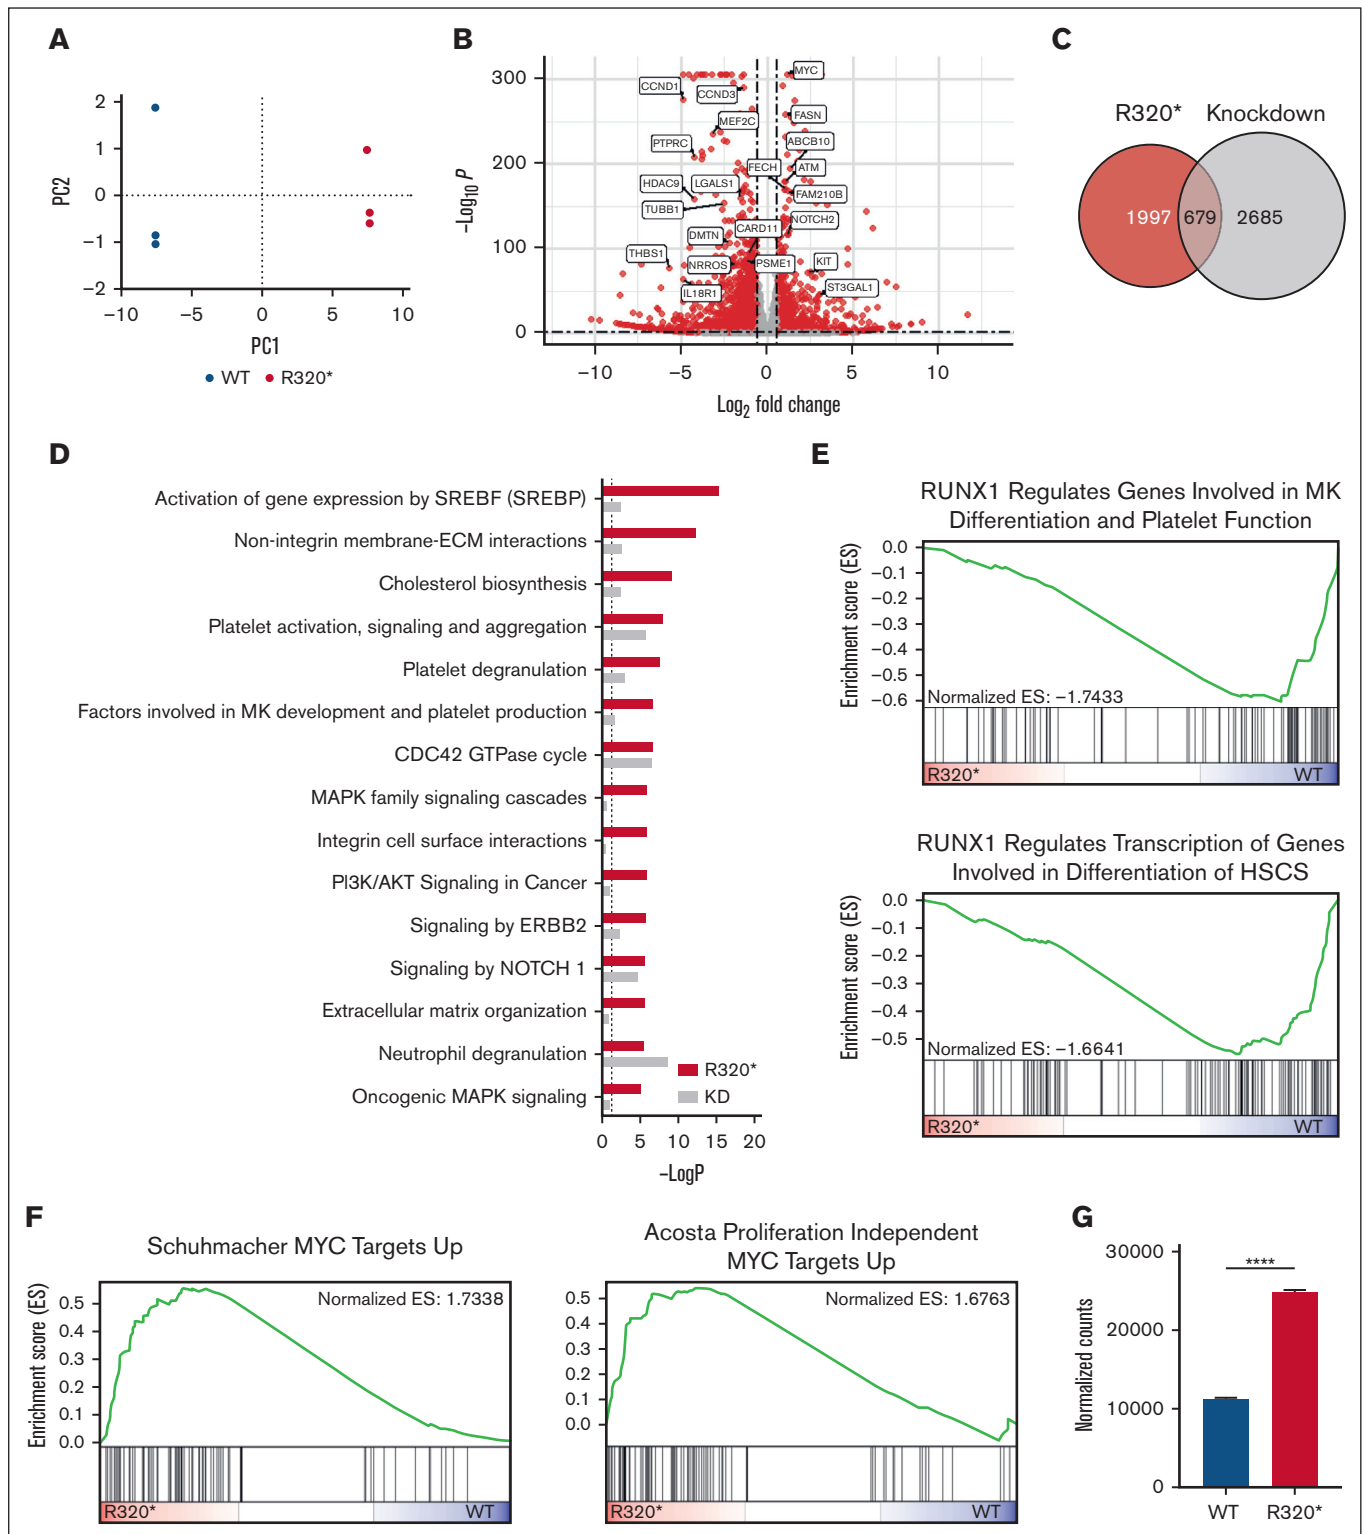 A
2
1
0
−1
−2
PC2
−10
−5
0
5
10
PC1
WT
R320*
B
300
200
100
0
−Log10 P
CCND1
CCND3
MYC
MEF2C
FASN
PTPRC
ABCB10
FECH
ATM
HDAC9
LGALS1
FAM210B
TUBB1
NOTCH2
DMTN
CARD11
THBS1
NRROS
PSME1
KIT
IL18R1
ST3GAL1
−10
−5
0
5
10
Log2 fold change
C
R320*
Knockdown
1997
679
2685
D
Activation of gene expression by SREBF (SREBP)
Non-integrin membrane-ECM interactions
Cholesterol biosynthesis
Platelet activation, signaling and aggregation
Platelet degranulation
Factors involved in MK development and platelet production
CDC42 GTPase cycle
MAPK family signaling cascades
Integrin cell surface interactions
PI3K/AKT Signaling in Cancer
Signaling by ERBB2
Signaling by NOTCH 1
Extracellular matrix organization
Neutrophil degranulation
Oncogenic MAPK signaling
R320*
KD
0
5
10
15
20
−LogP
E
RUNX1 Regulates Genes Involved in MK
Differentiation and Platelet Function
Enrichment score (ES)
0.0
−0.1
−0.2
−0.3
−0.4
−0.5
−0.6
Normalized ES: −1.7433
R320*
WT
RUNX1 Regulates Transcription of Genes
Involved in Differentiation of HSCS
Enrichment score (ES)
0.0
−0.1
−0.2
−0.3
−0.4
−0.5
Normalized ES: −1.6641
R320*
WT
F
Schuhmacher MYC Targets Up
Enrichment score (ES)
0.5
0.4
0.3
0.2
0.1
0.0
Normalized ES: 1.7338
R320*
WT
Acosta Proliferation Independent
MYC Targets Up
0.5
0.4
0.3
0.2
0.1
0.0
Normalized ES: 1.6763
R320*
WT
G
30000
20000
10000
0
Normalized counts
****
WT
R320*